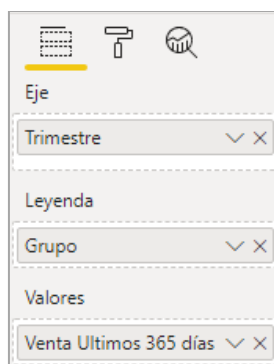 Eje
Trimestre
Leyenda
Grupo
Valores
Venta Ultimos 365 días